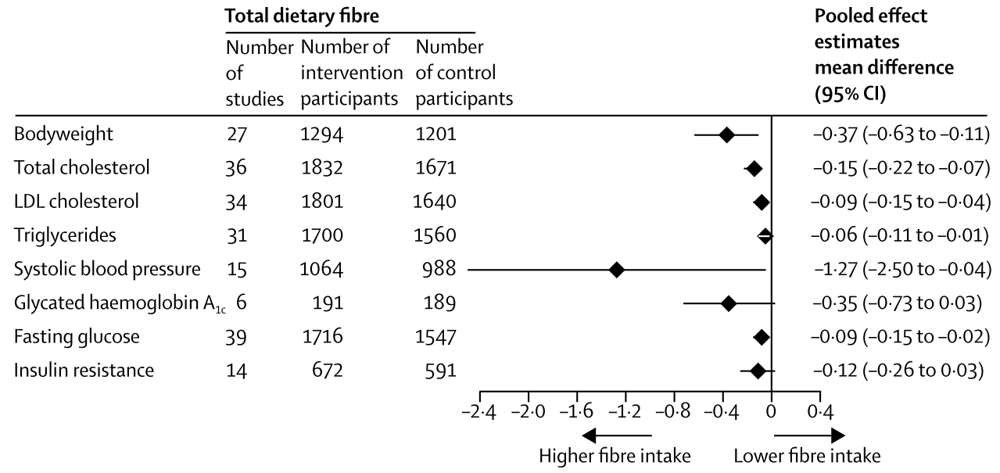 Total dietary fibre
Pooled effect
estimates
mean difference
(95% CI)
Number Number of Number
of intervention of control
studies participants participants
Bodyweight 27 1294 1201 –0·37 (–0·63 to –0·11)
Total cholesterol 36 1832 1671 –0·15 (–0·22 to –0·07)
LDL cholesterol 34 1801 1640 –0·09 (–0·15 to –0·04)
Triglycerides 31 1700 1560 –0·06 (–0·11 to –0·01)
Systolic blood pressure 15 1064 988 –1·27 (–2·50 to –0·04)
Glycated haemoglobin A1c 6 191 189 –0·35 (–0·73 to 0·03)
Fasting glucose 39 1716 1547 –0·09 (–0·15 to –0·02)
Insulin resistance 14 672 591 –0·12 (–0·26 to 0·03)
–2·4 –2·0 –1·6 –1·2 –0·8 –0·4 0 0·4
Higher fibre intake Lower fibre intake